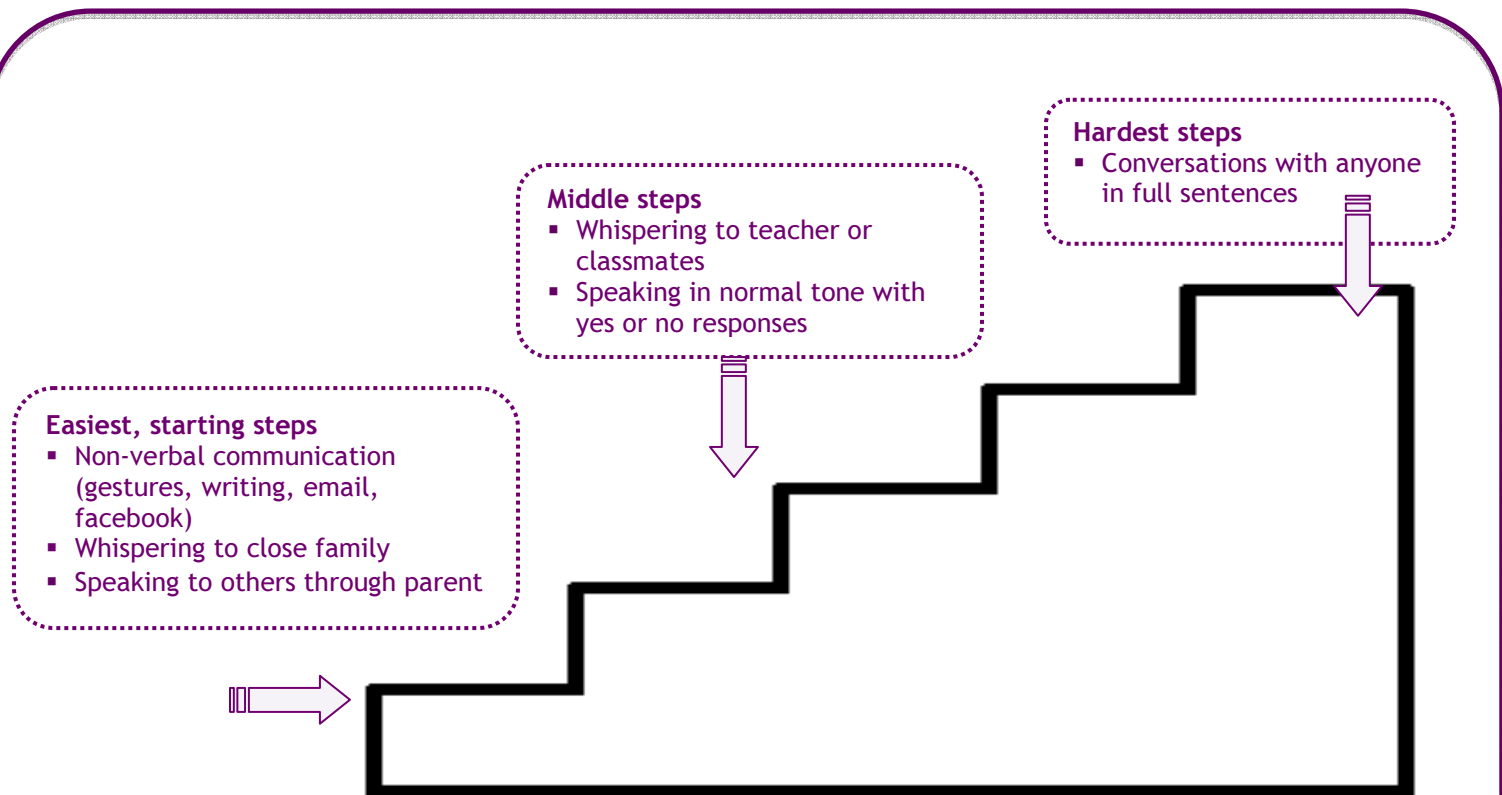 Hardest steps
▪ Conversations with anyone
in full sentences
Middle steps
▪ Whispering to teacher or
classmates
▪ Speaking in normal tone with
yes or no responses
Easiest, starting steps
▪ Non-verbal communication
(gestures, writing, email,
facebook)
▪ Whispering to close family
▪ Speaking to others through parent